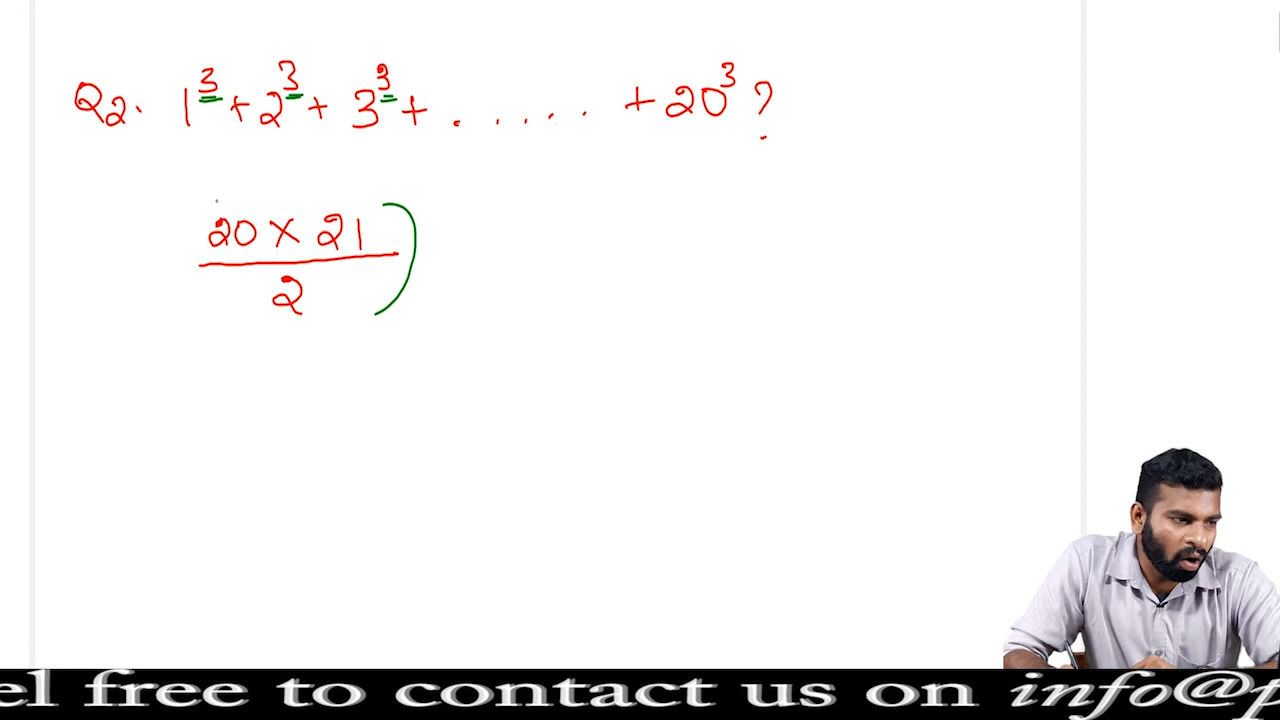 Q2. 1³ + 2³ + 3³ + . . . . . . + 20³ ?
20 × 21 )
2
el free to contact us on info@p